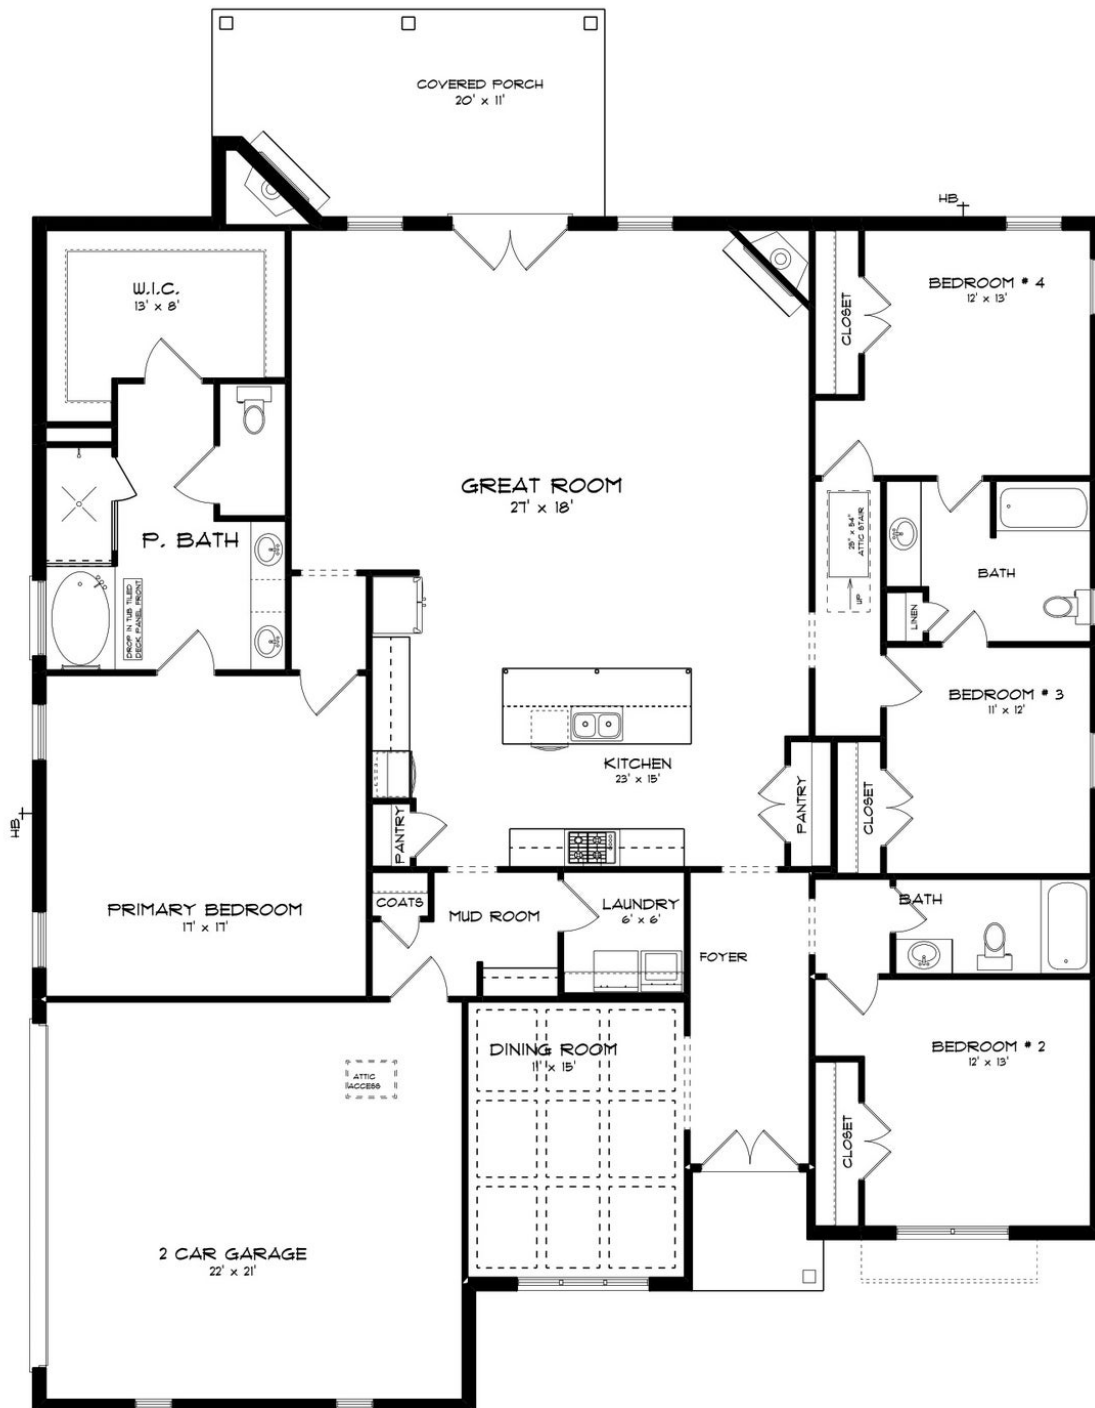 COVERED PORCH
20' x 11'
HB
W.I.C.
13' x 8'
BEDROOM # 4
12' x 13'
CLOSET
GREAT ROOM
27' x 18'
25" x 54"
ATTIC STAIR
UP
P. BATH
BATH
DROP IN TUB TILED
DECK PANEL FRONT
LINEN
BEDROOM # 3
11' x 12'
KITCHEN
23' x 15'
HB
PANTRY
PANTRY
CLOSET
PRIMARY BEDROOM
17' x 17'
COATS
MUD ROOM
LAUNDRY
6' x 6'
BATH
FOYER
DINING ROOM
11' x 15'
BEDROOM # 2
12' x 13'
ATTIC
ACCESS
CLOSET
2 CAR GARAGE
22' x 21'